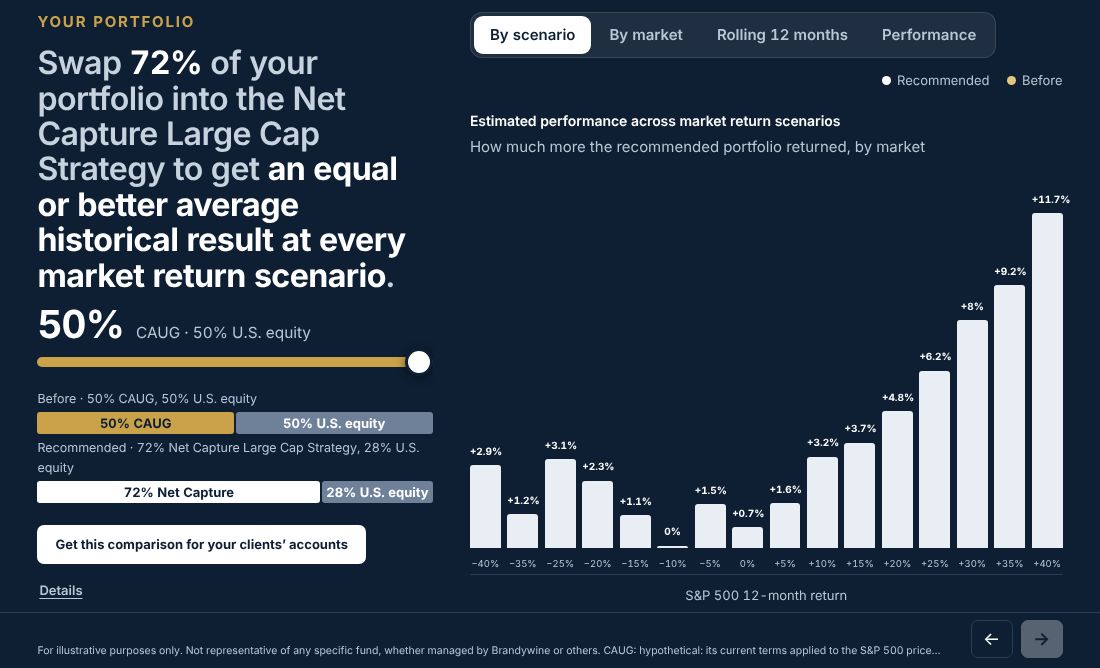 YOUR PORTFOLIO
Swap 72% of your
portfolio into the Net
Capture Large Cap
Strategy to get an equal
or better average
historical result at every
market return scenario.
50% CAUG · 50% U.S. equity
Before · 50% CAUG, 50% U.S. equity
50% CAUG 50% U.S. equity
Recommended · 72% Net Capture Large Cap Strategy, 28% U.S.
equity
72% Net Capture 28% U.S. equity
Get this comparison for your clients’ accounts
Details
By scenario By market Rolling 12 months Performance
Recommended Before
Estimated performance across market return scenarios
How much more the recommended portfolio returned, by market
+2.9% +1.2% +3.1% +2.3% +1.1% 0% +1.5% +0.7% +1.6% +3.2% +3.7% +4.8% +6.2% +8% +9.2% +11.7%
−40% −35% −25% −20% −15% −10% −5% 0% +5% +10% +15% +20% +25% +30% +35% +40%
S&P 500 12-month return
For illustrative purposes only. Not representative of any specific fund, whether managed by Brandywine or others. CAUG: hypothetical: its current terms applied to the S&P 500 price…